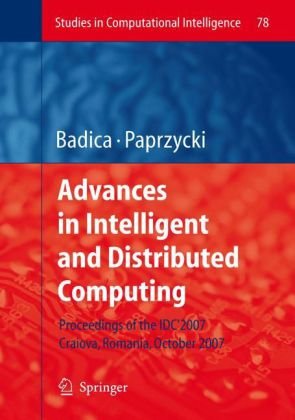 Studies in Computational Intelligence 78
Badica · Paprzycki
Advances
in Intelligent
and Distributed
Computing
Proceedings of the IDC'2007
Craiova, Romania, October 2007
Springer